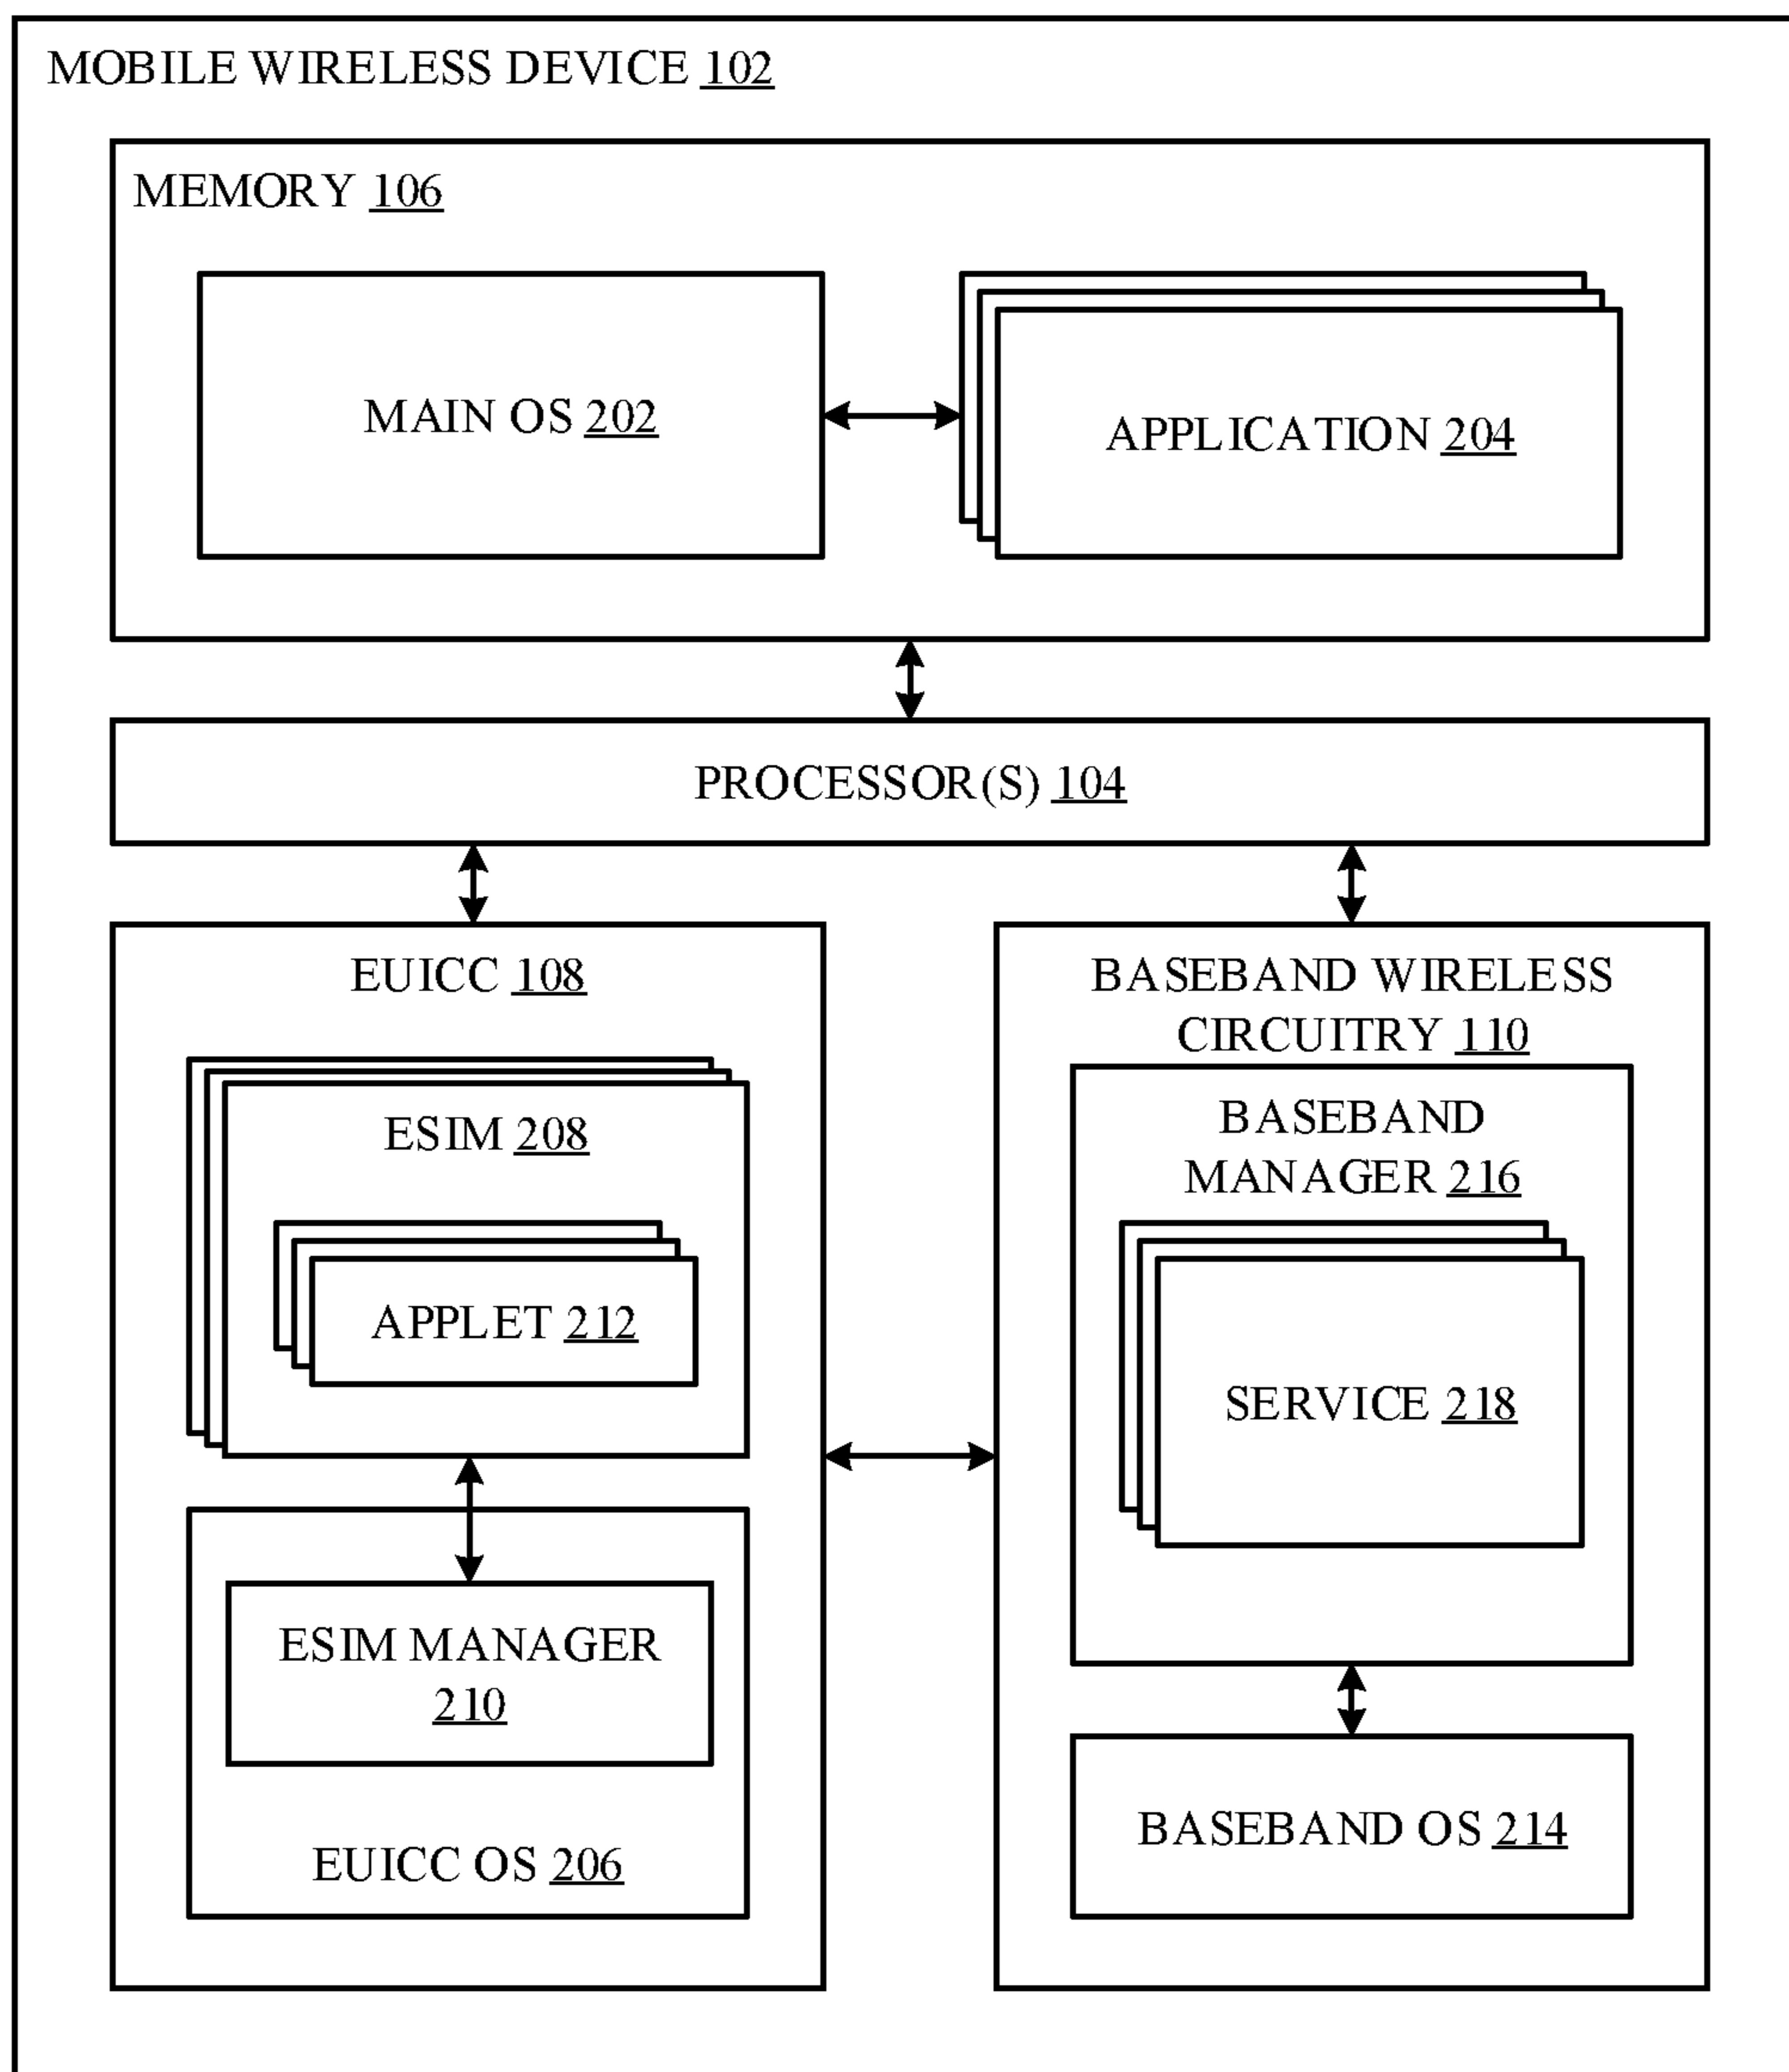 MOBILE WIRELESS DEVICE 102
MEMORY 106
MAIN OS 202
APPLICATION 204
PROCESSOR(S) 104
EUICC 108
ESIM 208
APPLET 212
ESIM MANAGER
210
EUICC OS 206
BASEBAND WIRELESS
CIRCUITRY 110
BASEBAND
MANAGER 216
SERVICE 218
BASEBAND OS 214